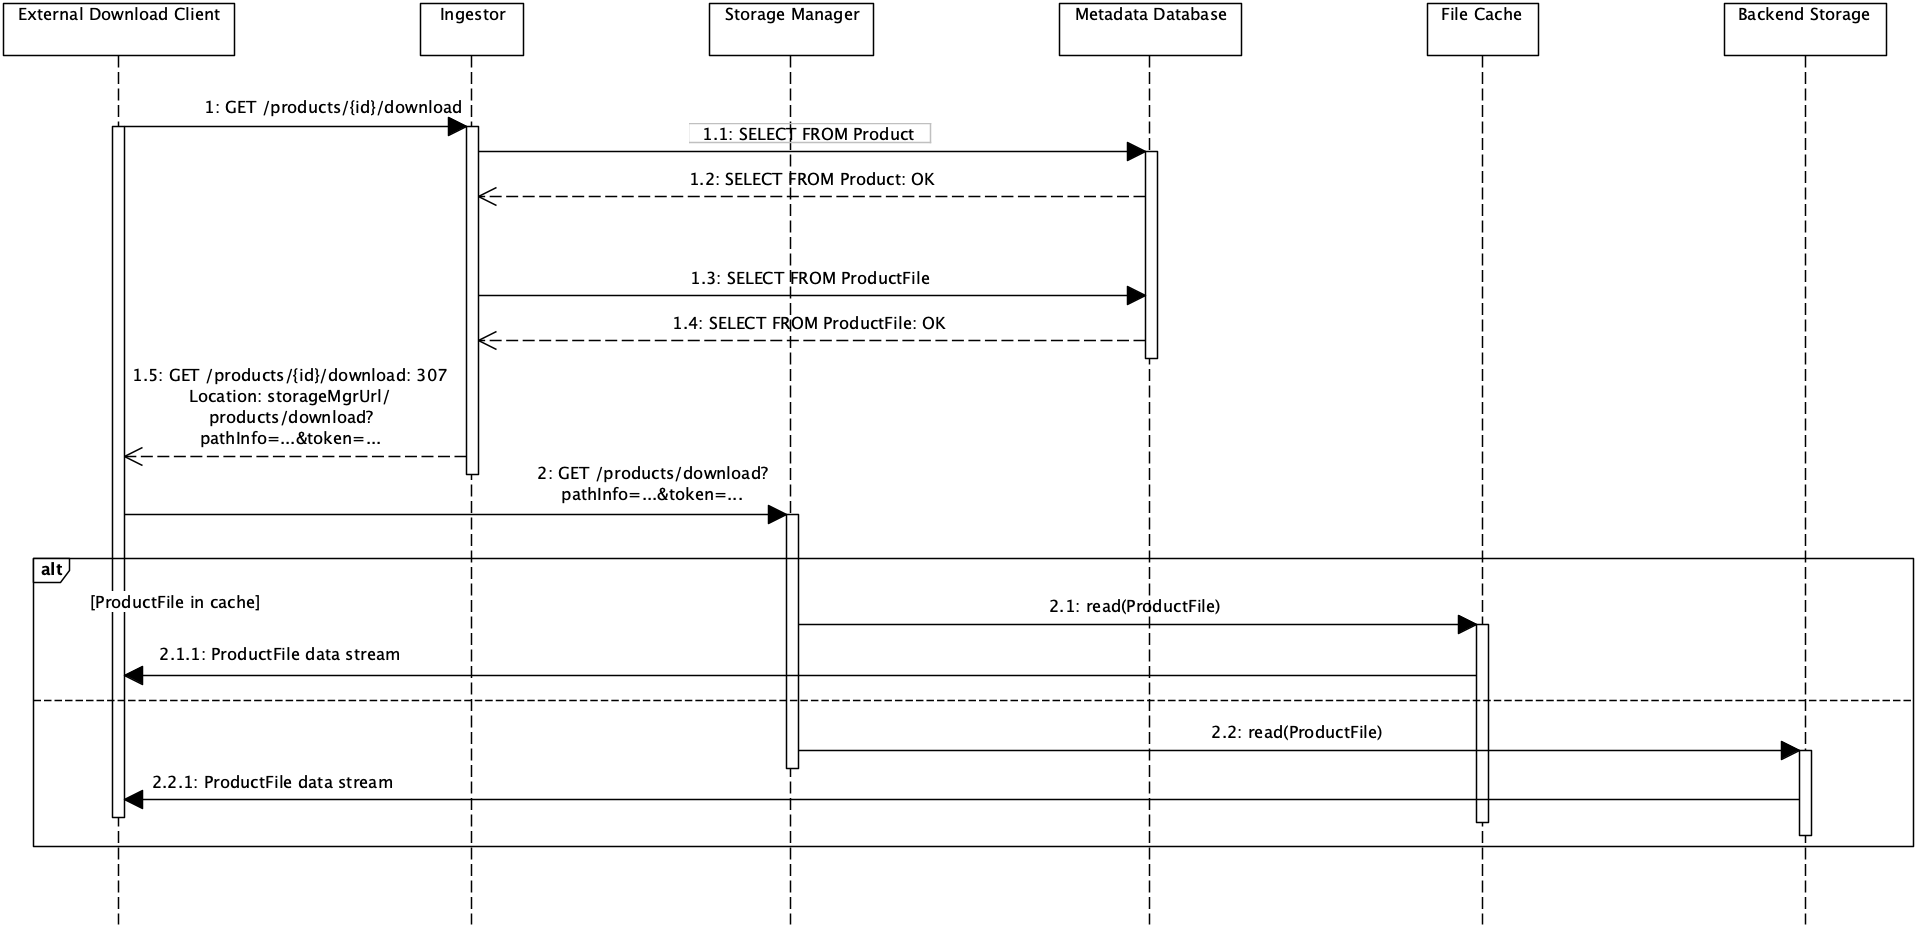 External Download Client
Ingestor
Storage Manager
Metadata Database
File Cache
Backend Storage
1: GET /products/{id}/download
1.1: SELECT FROM Product
1.2: SELECT FROM Product: OK
1.3: SELECT FROM ProductFile
1.4: SELECT FROM ProductFile: OK
1.5: GET /products/{id}/download: 307
Location: storageMgrUrl/
products/download?
pathInfo=...&token=...
2: GET /products/download?
pathInfo=...&token=...
alt
[ProductFile in cache]
2.1: read(ProductFile)
2.1.1: ProductFile data stream
2.2: read(ProductFile)
2.2.1: ProductFile data stream